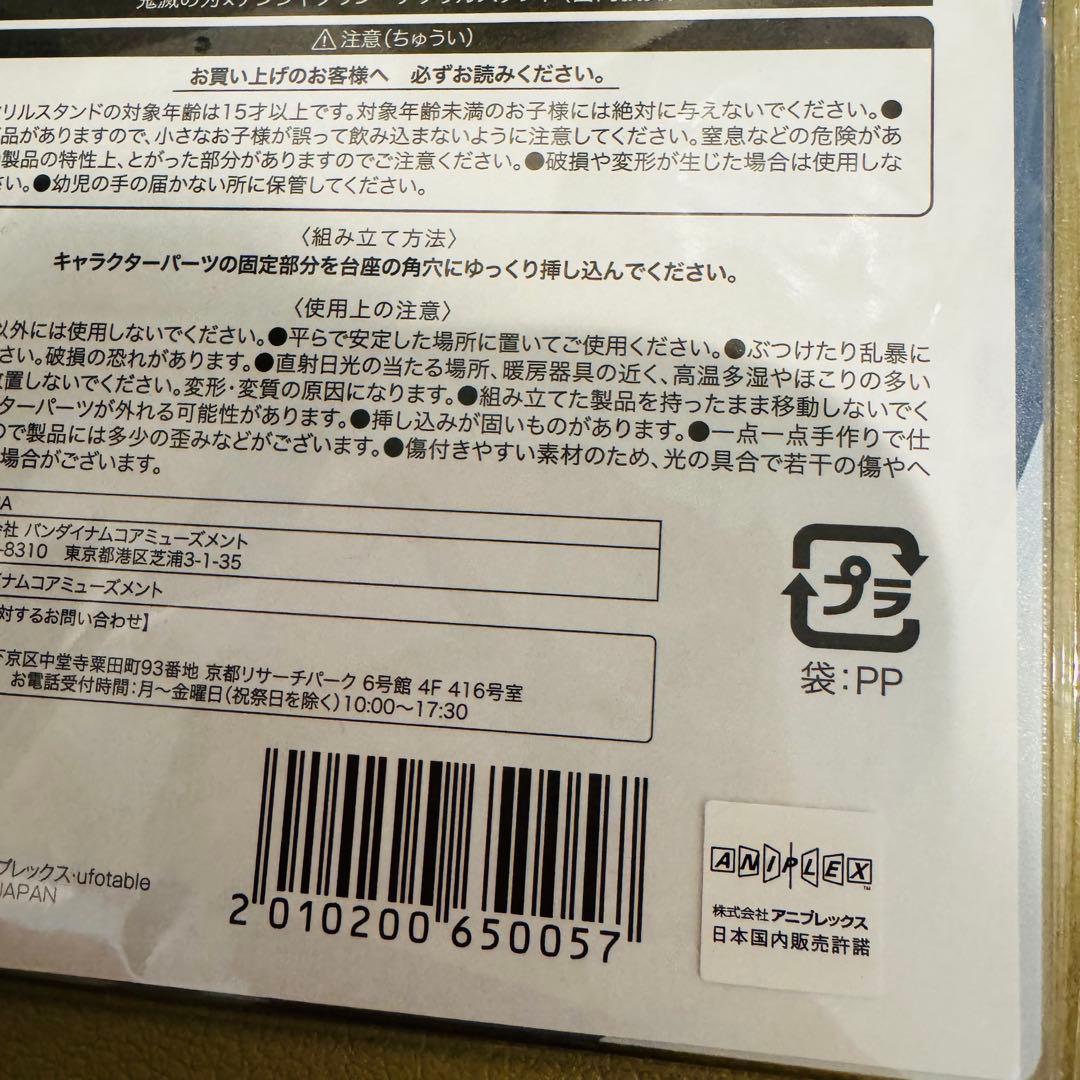 注意(ちゅうい)
お買い上げのお客様へ 必ずお読みください。
リルスタンドの対象年齢は15才以上です。対象年齢未満のお子様には絶対に与えないでください。●
品がありますので、小さなお子様が誤って飲み込まないように注意してください。窒息などの危険があ
製品の特性上、とがった部分がありますのでご注意ください。●破損や変形が生じた場合は使用しな
い。●幼児の手の届かない所に保管してください。
〈組み立て方法〉
キャラクターパーツの固定部分を台座の角穴にゆっくり挿し込んでください。
〈使用上の注意〉
以外には使用しないでください。●平らで安定した場所に置いてご使用ください。●ぶつけたり乱暴に
さい。破損の恐れがあります。●直射日光の当たる場所、暖房器具の近く、高温多湿やほこりの多い
放置しないでください。変形・変質の原因になります。●組み立てた製品を持ったまま移動しないでく
ターパーツが外れる可能性があります。●挿し込みが固いものがあります。●一点一点手作りで仕
ので製品には多少の歪みなどがございます。●傷付きやすい素材のため、光の具合で若干の傷やへ
場合がございます。
A
会社 バンダイナムコアミューズメント
-8310 東京都港区芝浦3-1-35
イナムコアミューズメント
対するお問い合わせ】
下京区中堂寺粟田町93番地 京都リサーチパーク 6号館 4F 416号室
お電話受付時間:月~金曜日(祝祭日を除く)10:00~17:30
プラ
袋:PP
プレックス・ufotable
JAPAN
2 010200 650057
ANIPLEX
株式会社 アニプレックス
日本国内販売許諾